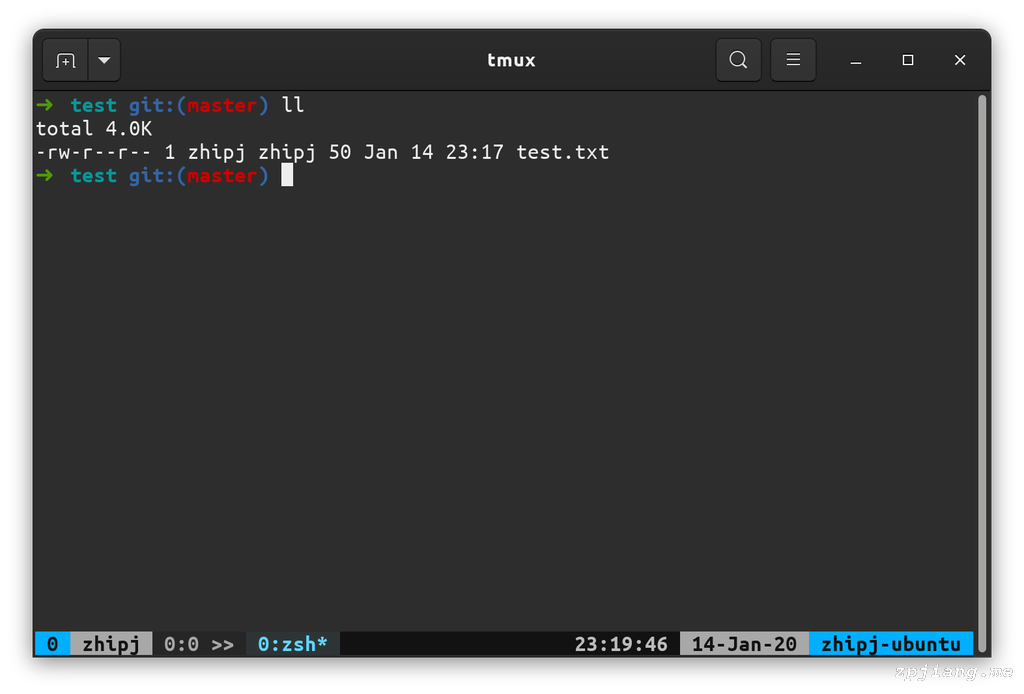 tmux
➜ test git:(master) ll
total 4.0K
-rw-r--r-- 1 zhipj zhipj 50 Jan 14 23:17 test.txt
➜ test git:(master)
0 zhipj 0:0 >> 0:zsh* 23:19:46 14-Jan-20 zhipj-ubuntu
zpjiang.me